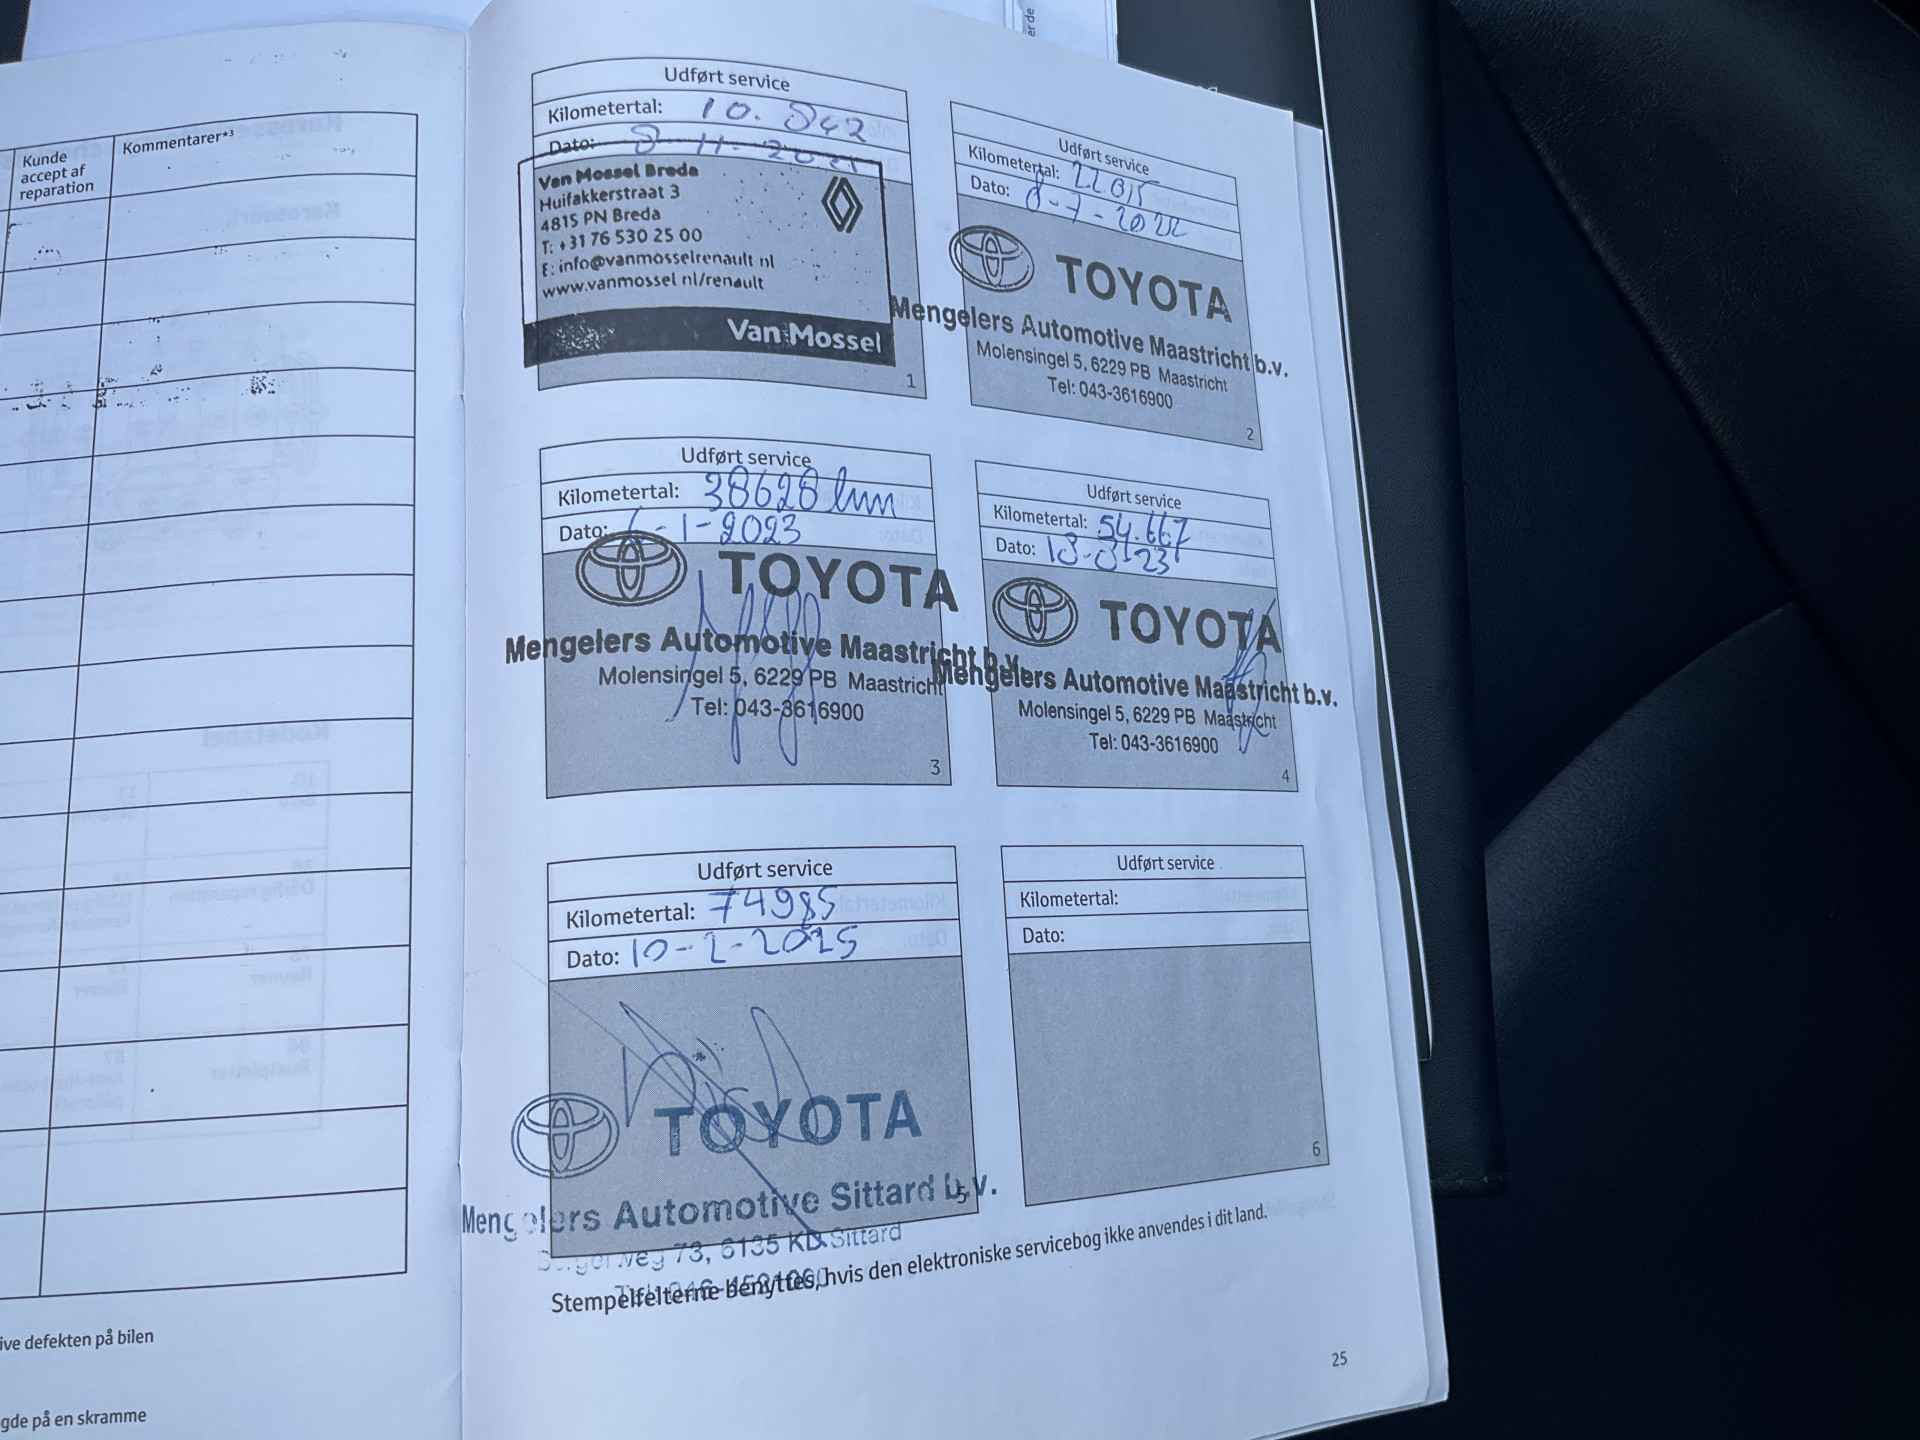 Kunde
accept af
reparation
Kommentarer*3
ive defekten på bilen
gde på en skramme
Udført service
Kilometertal: 10.842
Dato: 8-11-2021
Van Mossel Breda
Huifakkerstraat 3
4815 PN Breda
T: +31 76 530 25 00
E: info@vanmosselrenault nl
www.vanmossel nl/renault
Van Mossel
1
Udført service
Kilometertal:
Dato: 8-7-2022
TOYOTA
Mengelers Automotive Maastricht b.v.
Molensingel 5, 6229 PB Maastricht
Tel: 043-3616900
2
Udført service
Kilometertal: 38628 km
Dato: 6-1-2023
TOYOTA
Mengelers Automotive Maastricht b.v.
Molensingel 5, 6229 PB Maastricht
Tel: 043-3616900
3
Udført service
Kilometertal: 54.667
Dato: 18-8-23
TOYOTA
Mengelers Automotive Maastricht b.v.
Molensingel 5, 6229 PB Maastricht
Tel: 043-3616900
4
Udført service
Kilometertal: 74985
Dato: 10-2-2025
TOYOTA
Mengelers Automotive Sittard b.v.
73, 6135 KD Sittard
5
Udført service
Kilometertal:
Dato:
6
Stempelfelterne benyttes, hvis den elektroniske servicebog ikke anvendes i dit land.
25